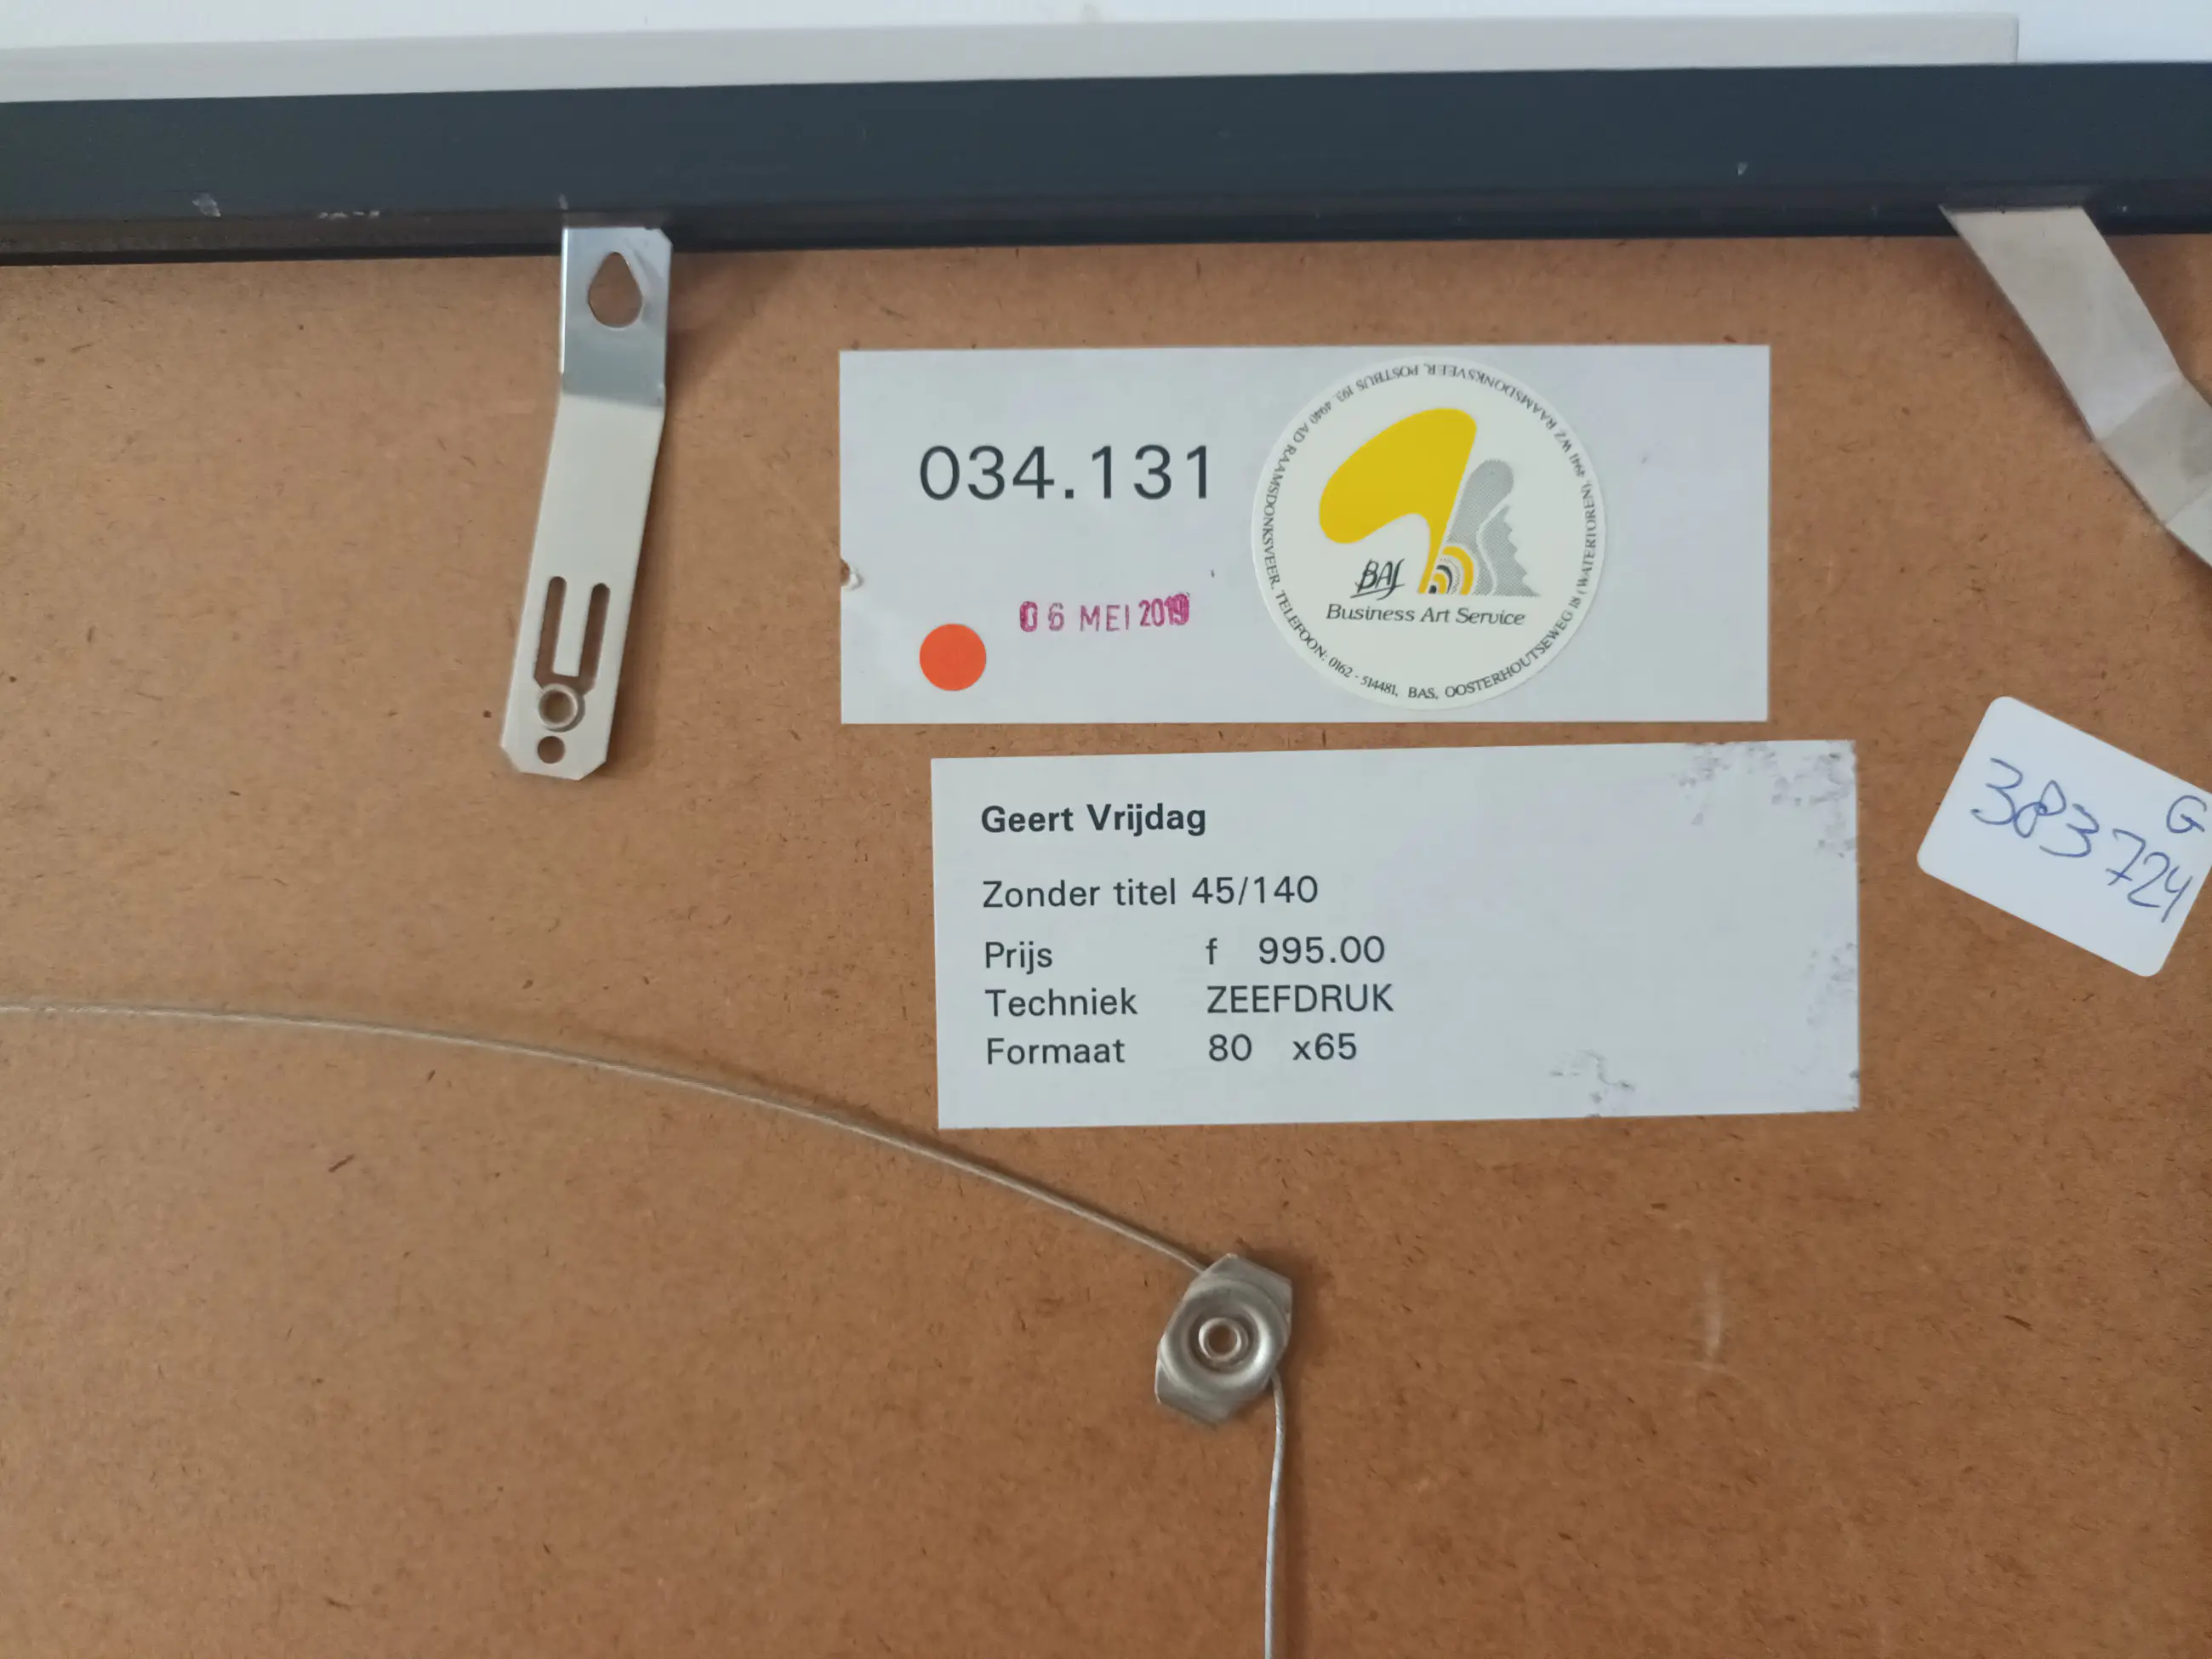 034.131
06 MEI 2019
BAS
Business Art Service
BAS, OOSTERHOUTSEWEG 18 (WATERTOREN), 4941 WZ RAAMSDONKSVEER, POSTBUS 193, 4940 AD RAAMSDONKSVEER, TELEFOON: 0162 - 514481,
Geert Vrijdag
Zonder titel 45/140
Prijs f 995.00
Techniek ZEEFDRUK
Formaat 80 x65
G
383724